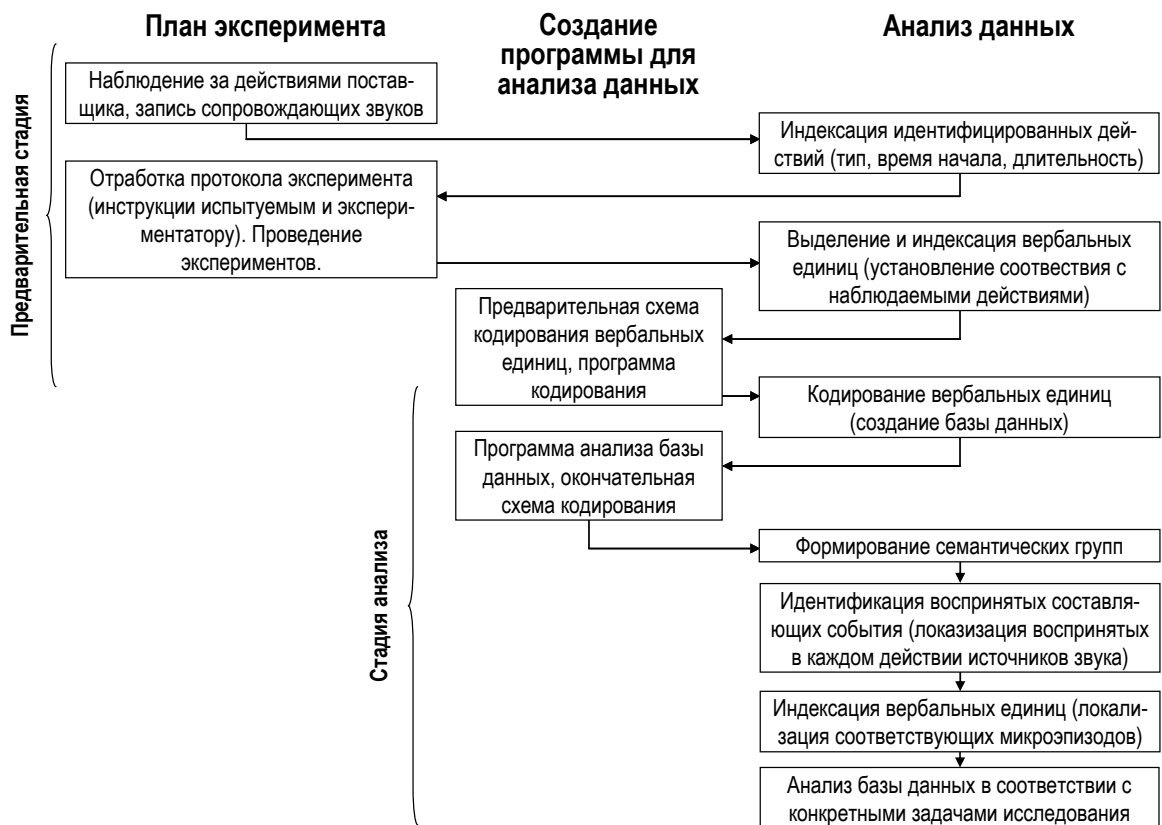 План эксперимента
Создание
программы для
анализа данных
Анализ данных
Предварительная стадия
Наблюдение за действиями постав-
щика, запись сопровождающих звуков
Индексация идентифицированных дей-
ствий (тип, время начала, длительность)
Отработка протокола эксперимента
(инструкции испытуемым и экспери-
ментатору). Проведение
экспериментов.
Выделение и индексация вербальных
единиц (установление соотвествия с
наблюдаемыми действиями)
Предварительная схема
кодирования вербальных
единиц, программа
кодирования
Кодирование вербальных единиц
(создание базы данных)
Стадия анализа
Программа анализа базы
данных, окончательная
схема кодирования
Формирование семантических групп
Идентификация воспринятых составля-
ющих события (локазизация воспринятых
в каждом действии источников звука)
Индексация вербальных единиц (локали-
зация соответствующих микроэпизодов)
Анализ базы данных в соответствии с
конкретными задачами исследования